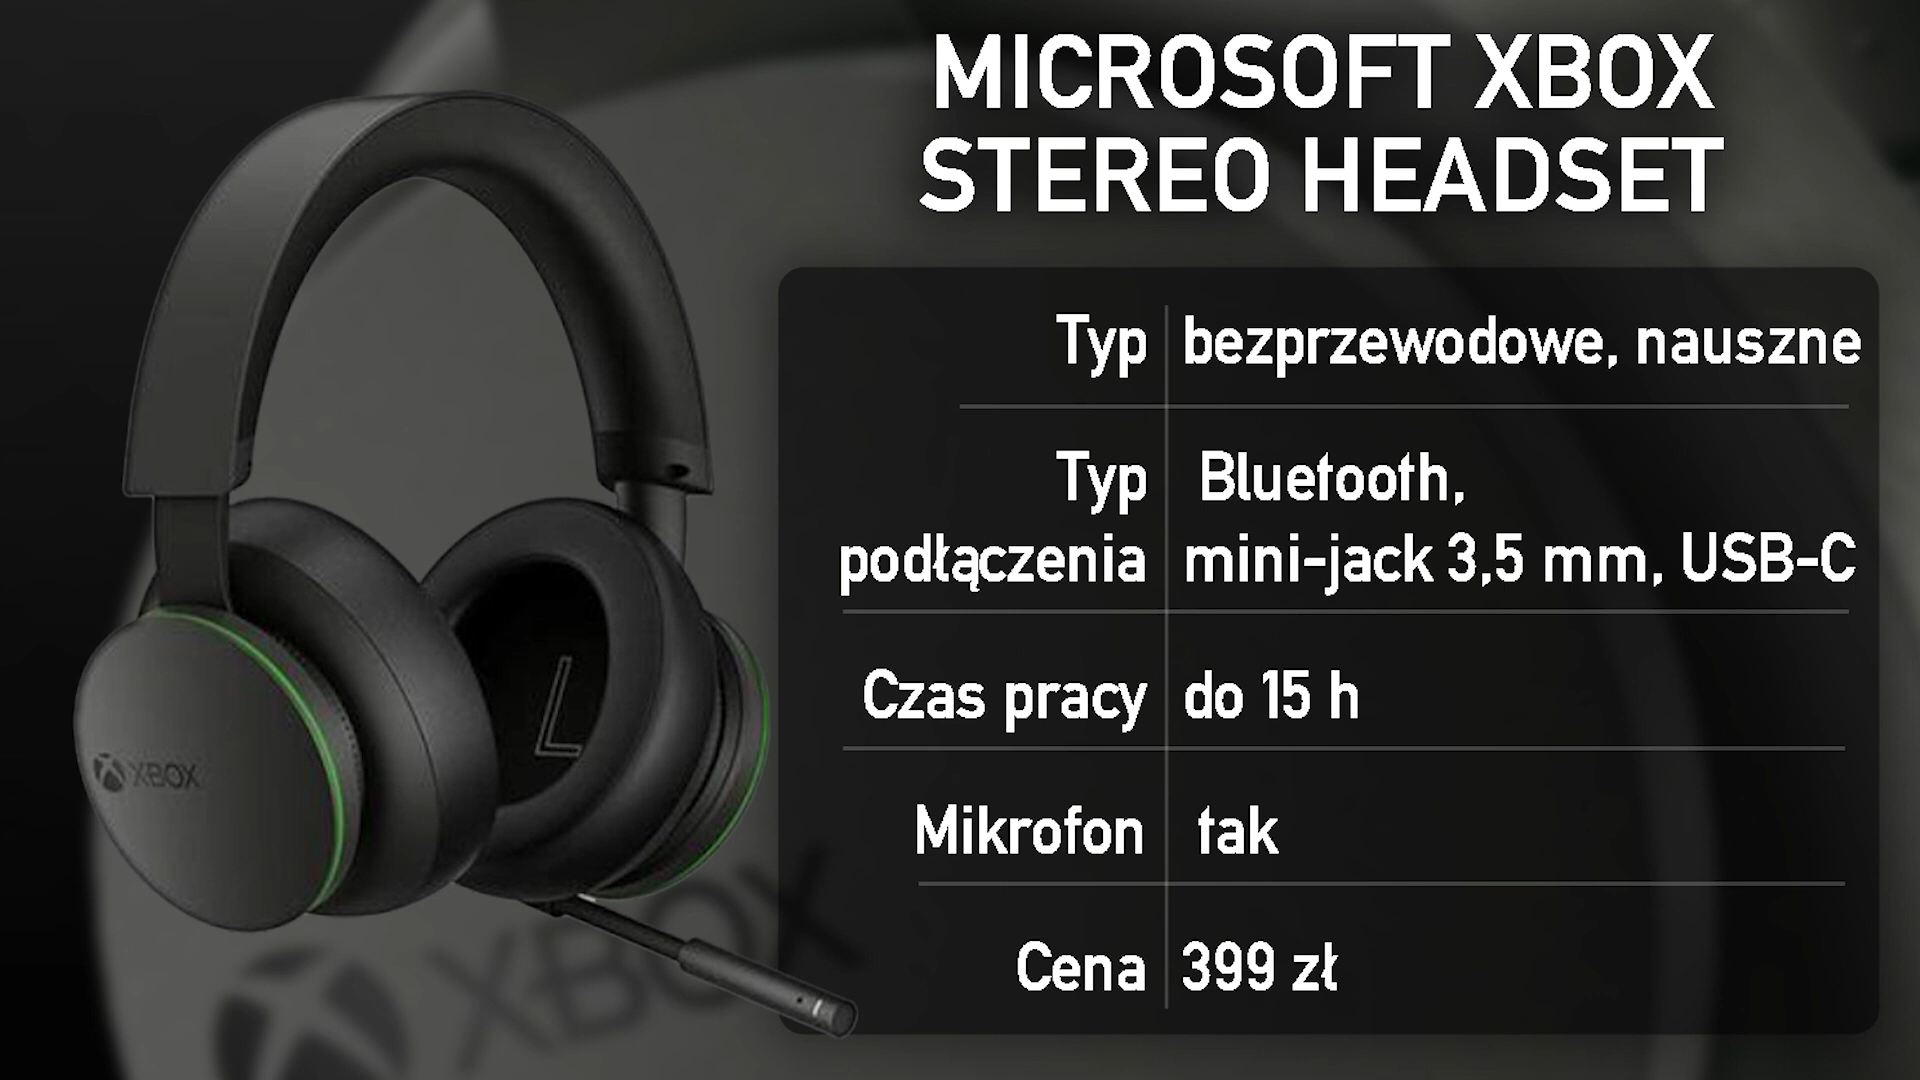 MICROSOFT XBOX
STEREO HEADSET
Typ bezprzewodowe, nauszne
Typ Bluetooth,
podłączenia mini-jack 3,5 mm, USB-C
Czas pracy do 15 h
Mikrofon tak
Cena 399 zł
L
XBOX
XBOX